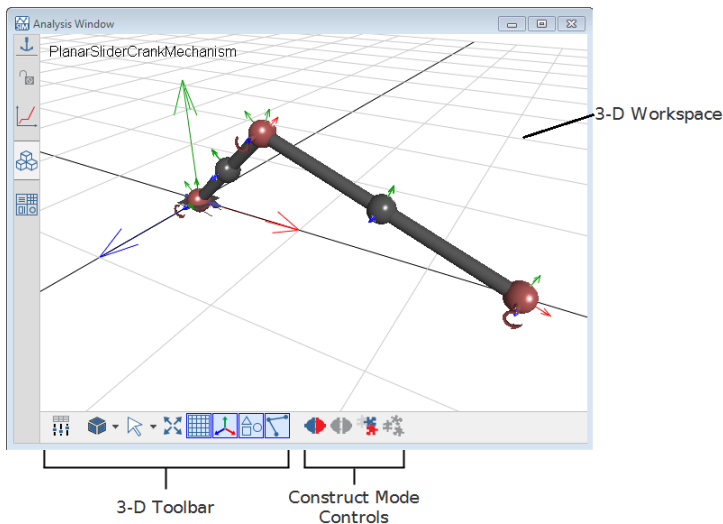 Analysis Window
PlanarSliderCrankMechanism
3-D Workspace
3-D Toolbar
Construct Mode
Controls